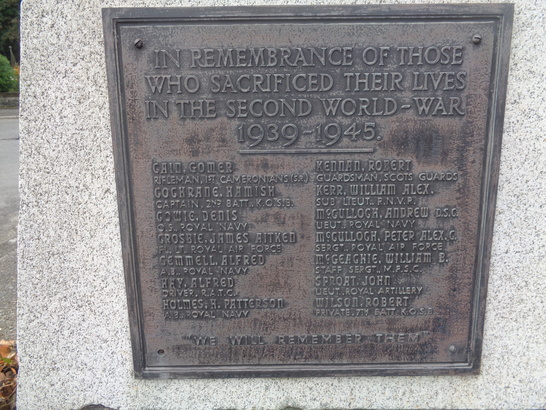 IN REMEMBRANCE OF THOSE
WHO SACRIFICED THEIR LIVES
IN THE SECOND WORLD-WAR
1939-1945.
CAIN, GOMER
RIFLEMAN, 1ST CAMERONIANS (S.R.)
COCHRANE, HAMISH
CAPTAIN, 2ND BATT. K.O.S.B.
COWIE, DENIS
O.S. ROYAL NAVY
CROSBIE, JAMES AITKEN
ROYAL AIR FORCE
GEMMELL, ALFRED
A.B. ROYAL NAVY
HAY, ALFRED
DRIVER, R.A.T.C.
HOLMES, H. PATTERSON
A.B. ROYAL NAVY
KENNAN, ROBERT
GUARDSMAN, SCOTS GUARDS
KERR, WILLIAM ALEX.
SUB LIEUT. R.N.V.R.
McCULLOCH, ANDREW D.S.C.
LIEUT. ROYAL NAVY
McCULLOCH, PETER ALEX. C.
SERGT. ROYAL AIR FORCE
McGEACHIE, WILLIAM B.
STAFF, SERGT. M.P.S.C.
SPROAT, JOHN
LIEUT. ROYAL ARTILLERY
WILSON, ROBERT
PRIVATE, 7TH BATT. K.O.S.B.
"WE WILL REMEMBER THEM"